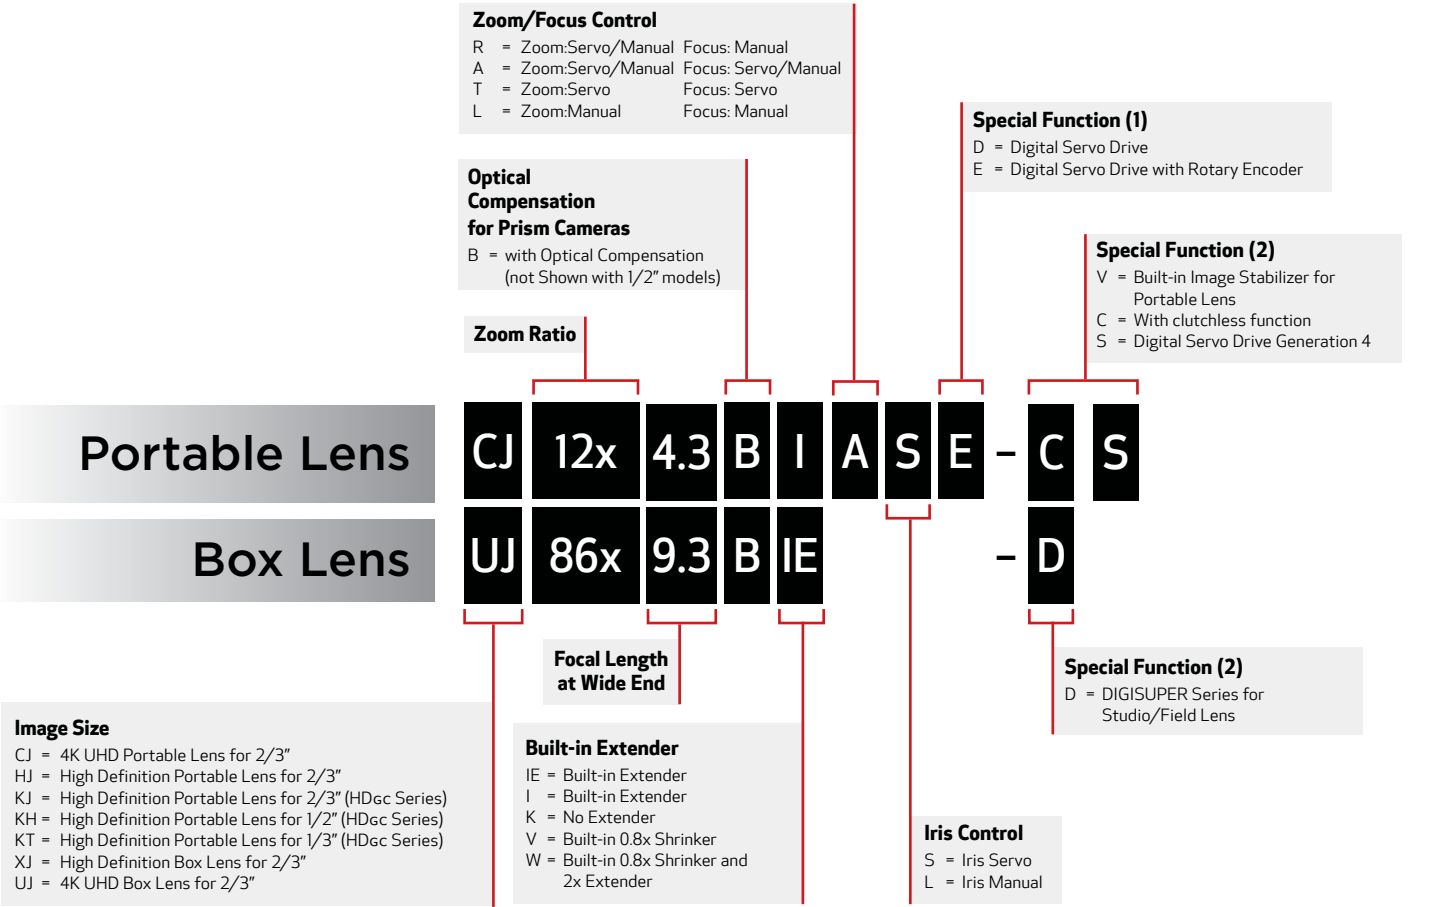 Zoom/Focus Control
R = Zoom:Servo/Manual Focus: Manual
A = Zoom:Servo/Manual Focus: Servo/Manual
T = Zoom:Servo Focus: Servo
L = Zoom:Manual Focus: Manual
Special Function (1)
D = Digital Servo Drive
E = Digital Servo Drive with Rotary Encoder
Optical
Compensation
for Prism Cameras
B = with Optical Compensation
(not Shown with 1/2" models)
Special Function (2)
V = Built-in Image Stabilizer for
Portable Lens
C = With clutchless function
S = Digital Servo Drive Generation 4
Zoom Ratio
Portable Lens CJ 12x 4.3 B I A S E – C S
Box Lens UJ 86x 9.3 B IE – D
Focal Length
at Wide End
Special Function (2)
D = DIGISUPER Series for
Studio/Field Lens
Image Size
CJ = 4K UHD Portable Lens for 2/3"
HJ = High Definition Portable Lens for 2/3"
KJ = High Definition Portable Lens for 2/3" (HDGC Series)
KH = High Definition Portable Lens for 1/2" (HDGC Series)
KT = High Definition Portable Lens for 1/3" (HDGC Series)
XJ = High Definition Box Lens for 2/3"
UJ = 4K UHD Box Lens for 2/3"
Built-in Extender
IE = Built-in Extender
I = Built-in Extender
K = No Extender
V = Built-in 0.8x Shrinker
W = Built-in 0.8x Shrinker and
2x Extender
Iris Control
S = Iris Servo
L = Iris Manual